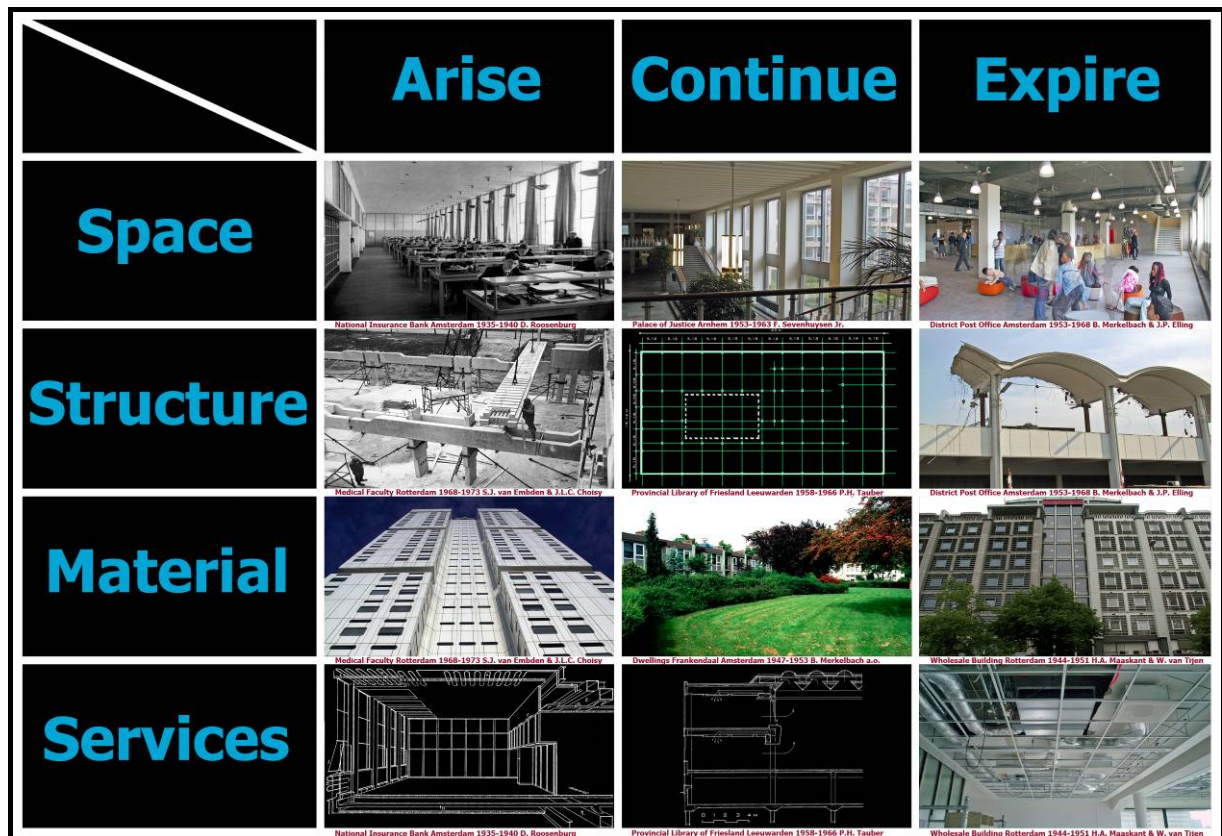 Arise
Continue
Expire
Space
National Insurance Bank Amsterdam 1935-1940 D. Roosenburg
Palace of Justice Arnhem 1953-1963 F. Sevenhuysen Jr.
District Post Office Amsterdam 1953-1968 B. Merkelbach & J.P. Elling
Structure
Medical Faculty Rotterdam 1968-1973 S.J. van Embden & J.L.C. Choisy
Provincial Library of Friesland Leeuwarden 1958-1966 P.H. Tauber
District Post Office Amsterdam 1953-1968 B. Merkelbach & J.P. Elling
Material
Medical Faculty Rotterdam 1968-1973 S.J. van Embden & J.L.C. Choisy
Dwellings Frankendaal Amsterdam 1947-1953 B. Merkelbach a.o.
Wholesale Building Rotterdam 1944-1951 H.A. Maaskant & W. van Tijen
Services
National Insurance Bank Amsterdam 1935-1940 D. Roosenburg
Provincial Library of Friesland Leeuwarden 1958-1966 P.H. Tauber
Wholesale Building Rotterdam 1944-1951 H.A. Maaskant & W. van Tijen